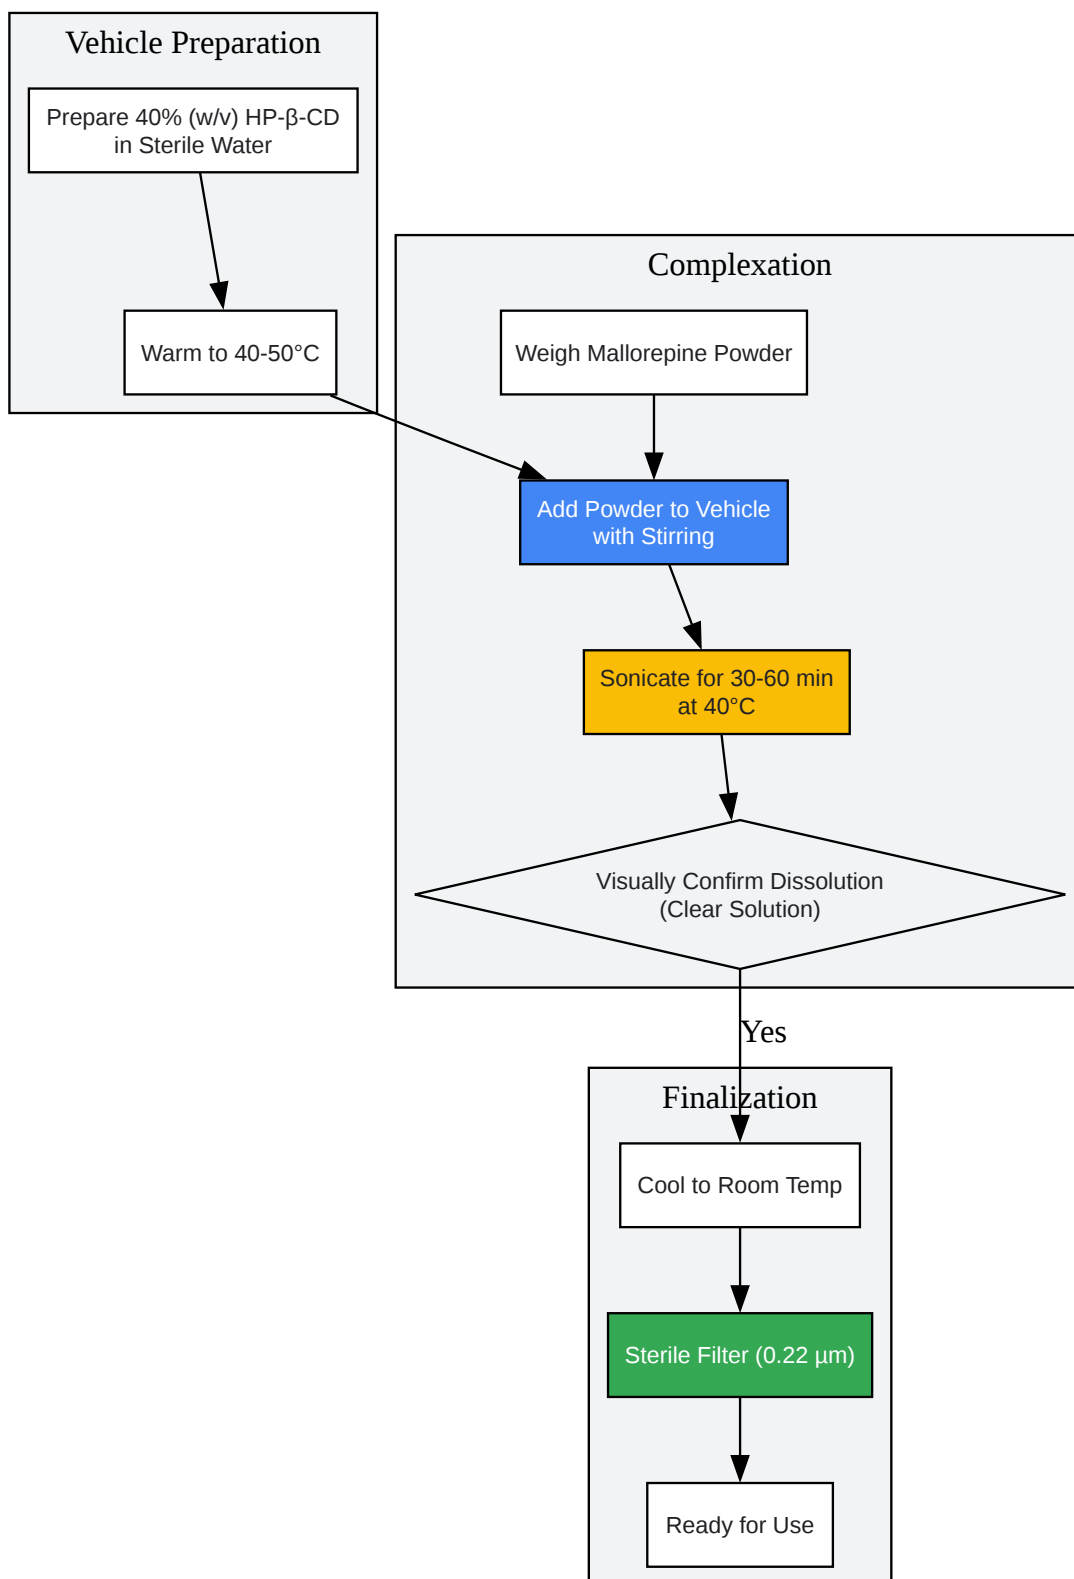 Vehicle Preparation
Prepare 40% (w/v) HP-β-CD
in Sterile Water
Warm to 40-50°C
Complexation
Weigh Mallorepine Powder
Add Powder to Vehicle
with Stirring
Sonicate for 30-60 min
at 40°C
Visually Confirm Dissolution
(Clear Solution)
Yes
Finalization
Cool to Room Temp
Sterile Filter (0.22 µm)
Ready for Use